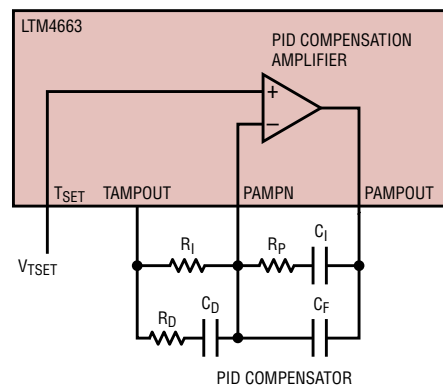 LTM4663
PID COMPENSATION
AMPLIFIER
+
−
TSET
TAMPOUT
PAMPN
PAMPOUT
VTSET
RI
RP
CI
RD
CD
CF
PID COMPENSATOR